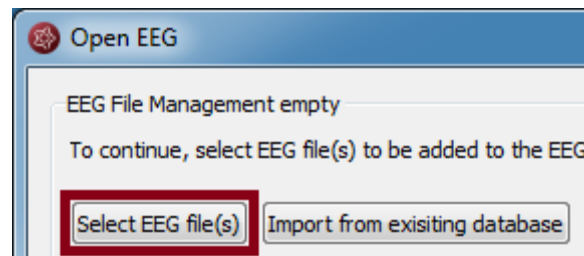 Open EEG
EEG File Management empty
To continue, select EEG file(s) to be added to the EEG
Select EEG file(s) Import from exisiting database